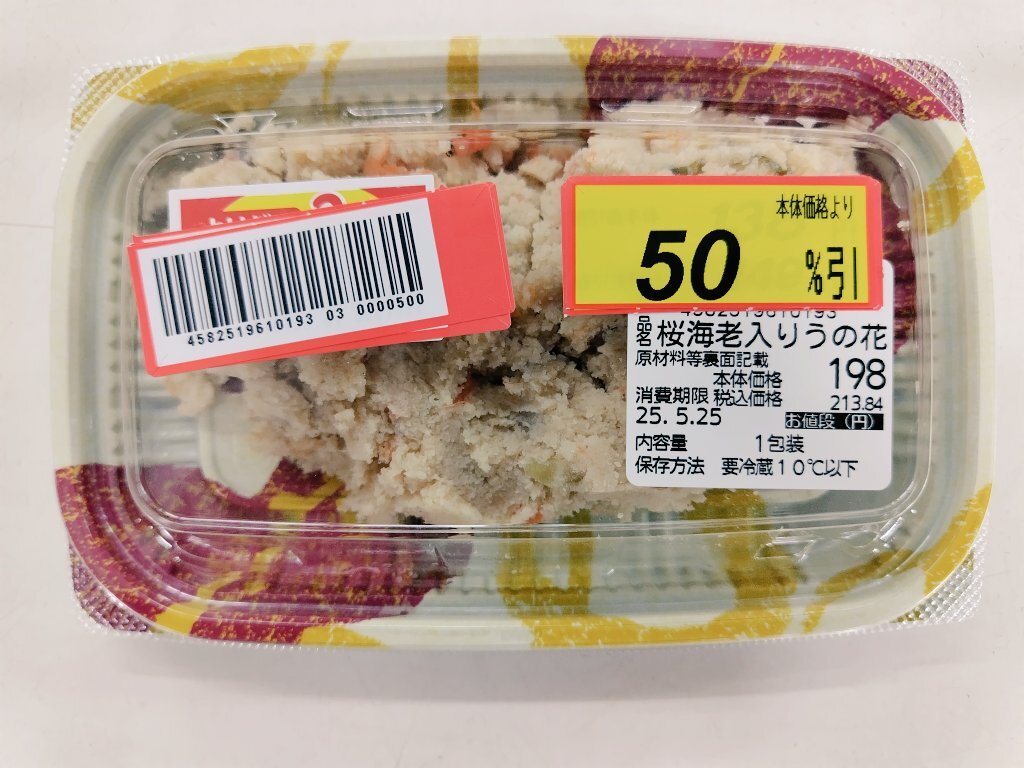 4582519610193 03 0000500
本体価格より
50
%引
4582519610193
品名 桜海老入りうの花
原材料等裏面記載
本体価格 198
消費期限 税込価格 213.84
25. 5.25 お値段 (円)
内容量 1包装
保存方法 要冷蔵10℃以下